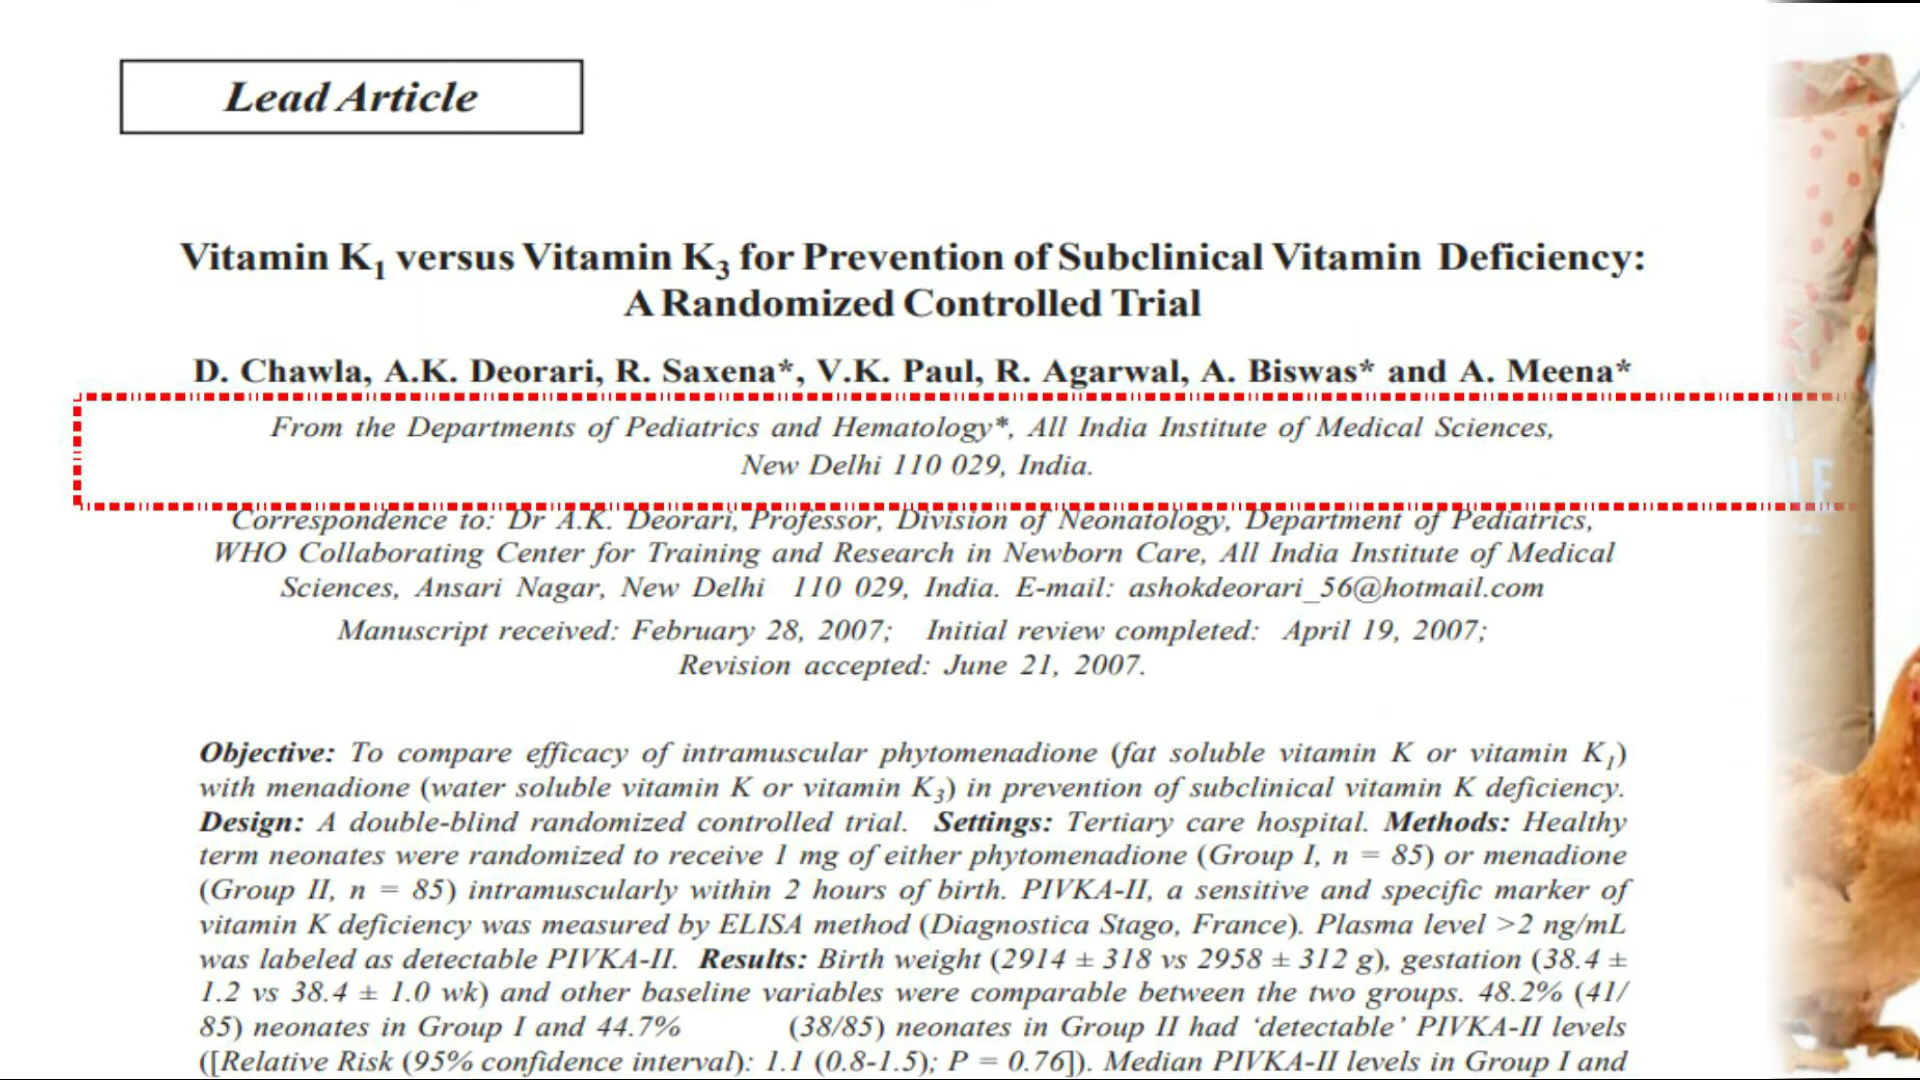 Lead Article
Vitamin K1 versus Vitamin K3 for Prevention of Subclinical Vitamin Deficiency:
A Randomized Controlled Trial
D. Chawla, A.K. Deorari, R. Saxena*, V.K. Paul, R. Agarwal, A. Biswas* and A. Meena*
From the Departments of Pediatrics and Hematology*, All India Institute of Medical Sciences,
New Delhi 110 029, India.
Correspondence to: Dr A.K. Deorari, Professor, Division of Neonatology, Department of Pediatrics,
WHO Collaborating Center for Training and Research in Newborn Care, All India Institute of Medical
Sciences, Ansari Nagar, New Delhi 110 029, India. E-mail: ashokdeorari_56@hotmail.com
Manuscript received: February 28, 2007; Initial review completed: April 19, 2007;
Revision accepted: June 21, 2007.
Objective: To compare efficacy of intramuscular phytomenadione (fat soluble vitamin K or vitamin K1)
with menadione (water soluble vitamin K or vitamin K3) in prevention of subclinical vitamin K deficiency.
Design: A double-blind randomized controlled trial. Settings: Tertiary care hospital. Methods: Healthy
term neonates were randomized to receive 1 mg of either phytomenadione (Group I, n = 85) or menadione
(Group II, n = 85) intramuscularly within 2 hours of birth. PIVKA-II, a sensitive and specific marker of
vitamin K deficiency was measured by ELISA method (Diagnostica Stago, France). Plasma level >2 ng/mL
was labeled as detectable PIVKA-II. Results: Birth weight (2914 ± 318 vs 2958 ± 312 g), gestation (38.4 ±
1.2 vs 38.4 ± 1.0 wk) and other baseline variables were comparable between the two groups. 48.2% (41/
85) neonates in Group I and 44.7% (38/85) neonates in Group II had ‘detectable’ PIVKA-II levels
([Relative Risk (95% confidence interval): 1.1 (0.8-1.5); P = 0.76]). Median PIVKA-II levels in Group I and